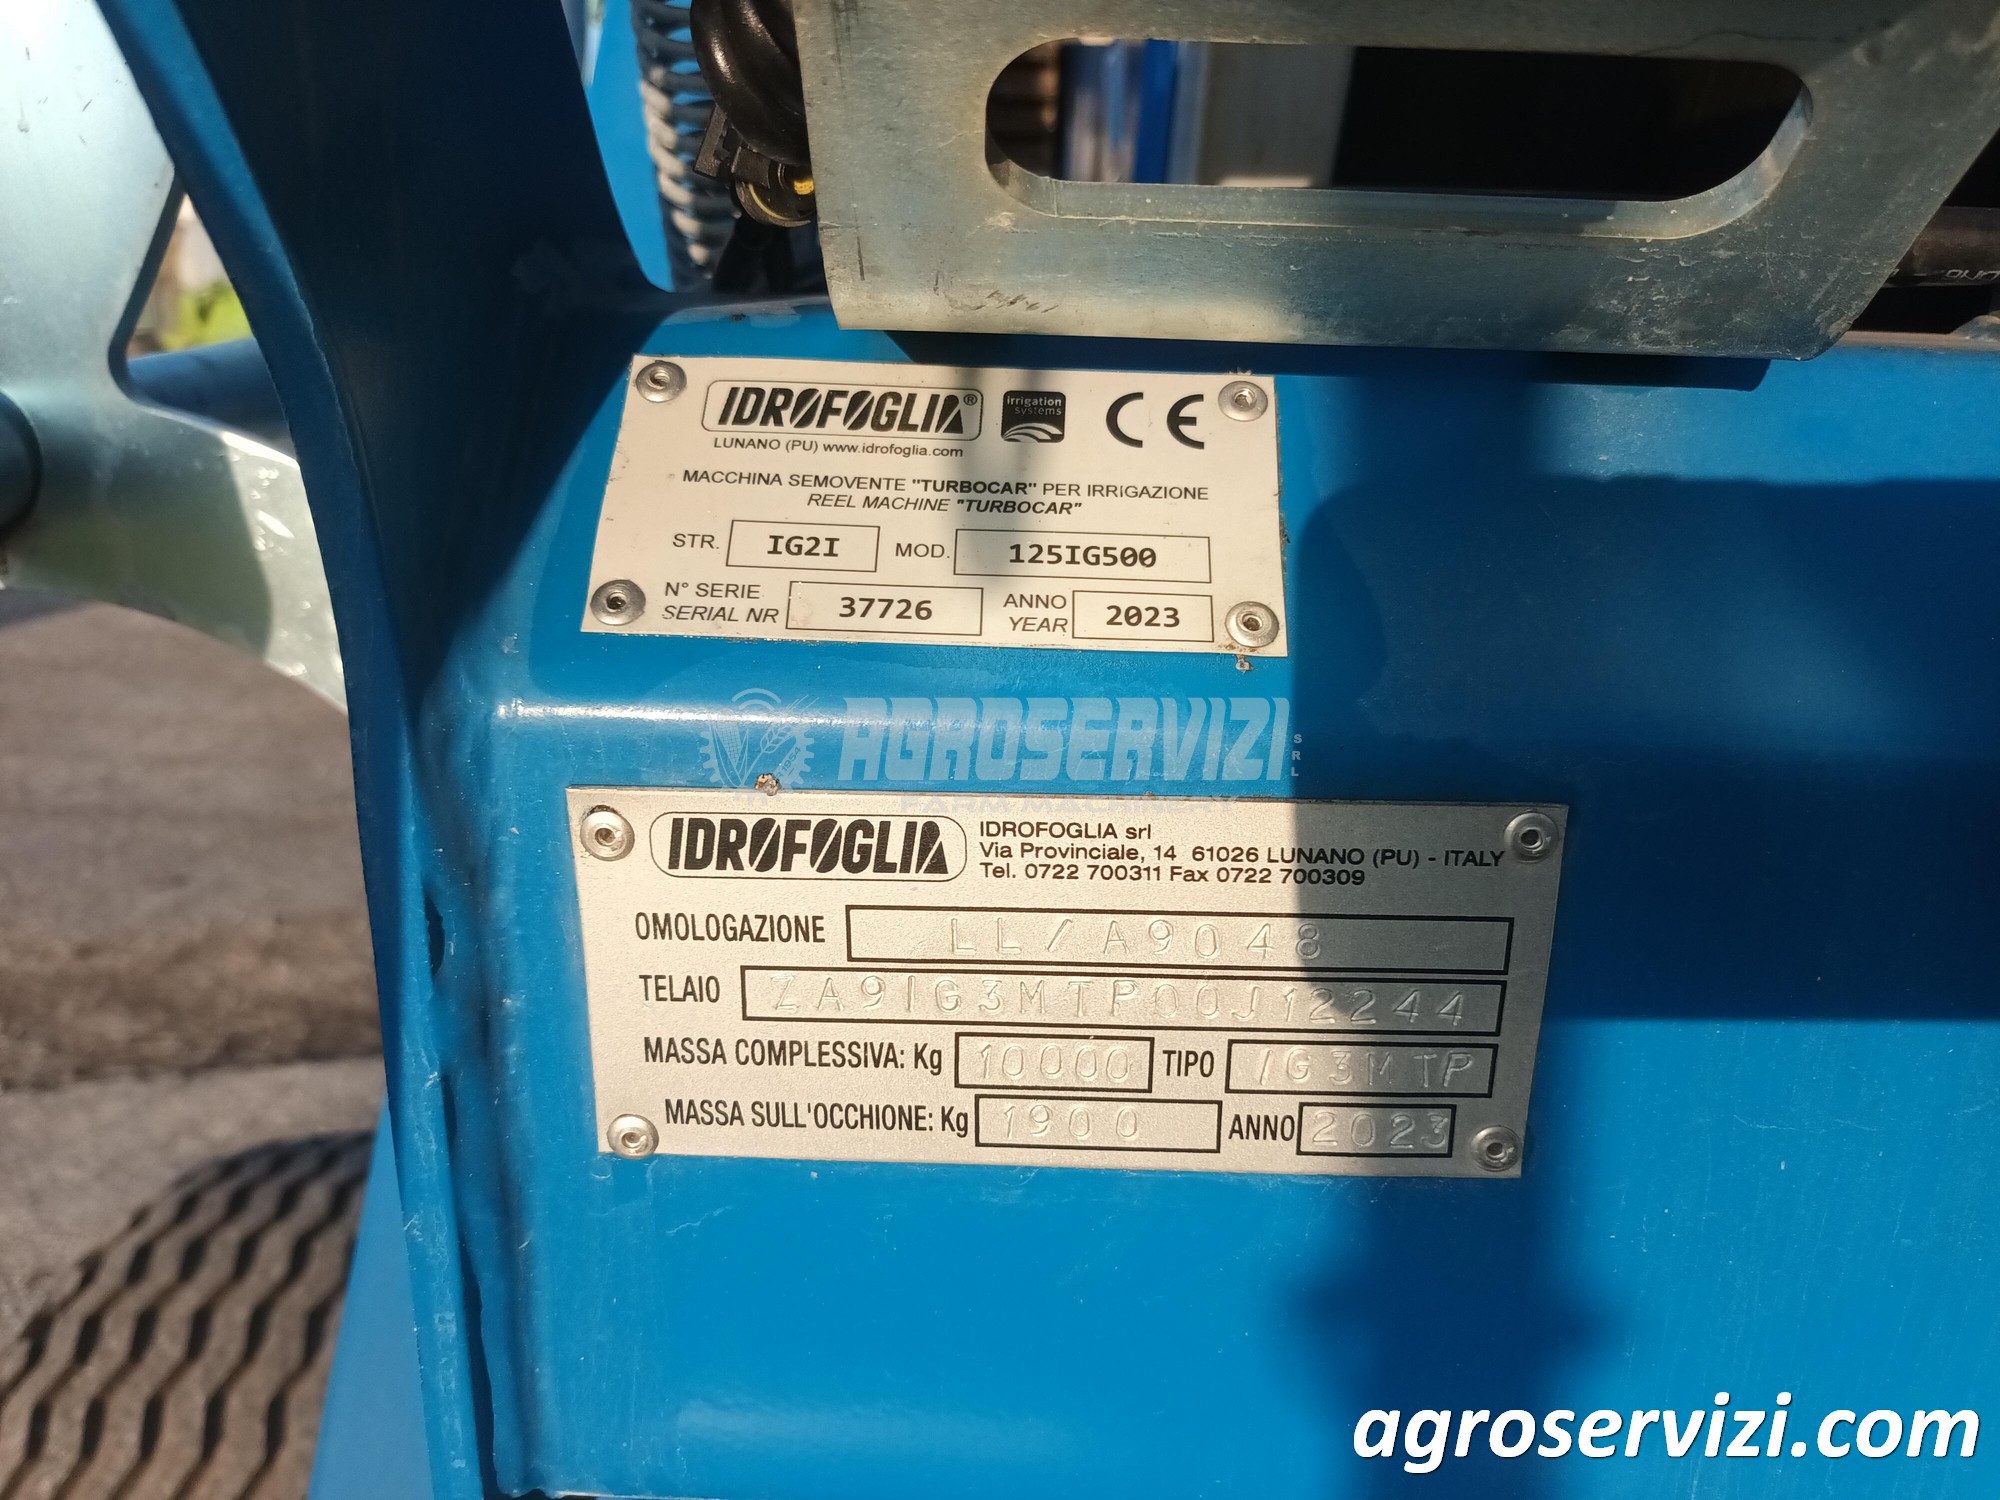 IDROFOGLIA®
irrigation
systems
CE
LUNANO (PU) www.idrofoglia.com
MACCHINA SEMOVENTE "TURBOCAR" PER IRRIGAZIONE
REEL MACHINE "TURBOCAR"
STR. IG2I MOD. 125IG500
N° SERIE
SERIAL NR 37726 ANNO
YEAR 2023
AGROSERVIZI SRL
FARM MACHINERY
IDROFOGLIA
IDROFOGLIA srl
Via Provinciale, 14 61026 LUNANO (PU) - ITALY
Tel. 0722 700311 Fax 0722 700309
OMOLOGAZIONE LL/A9048
TELAIO ZA9IG3MTP00J12244
MASSA COMPLESSIVA: Kg 10000 TIPO IG3MTP
MASSA SULL'OCCHIONE: Kg 1900 ANNO 2023
agroservizi.com